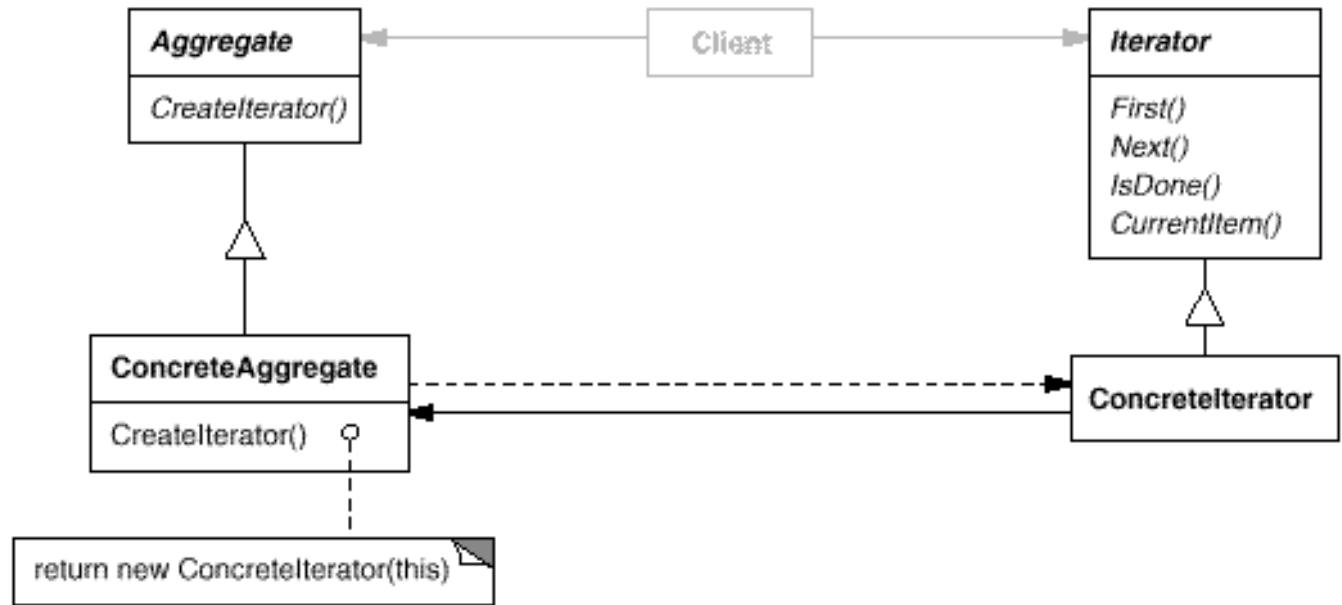 Aggregate
CreateIterator()
Client
Iterator
First()
Next()
IsDone()
CurrentItem()
ConcreteAggregate
CreateIterator()
ConcreteIterator
return new ConcreteIterator(this)